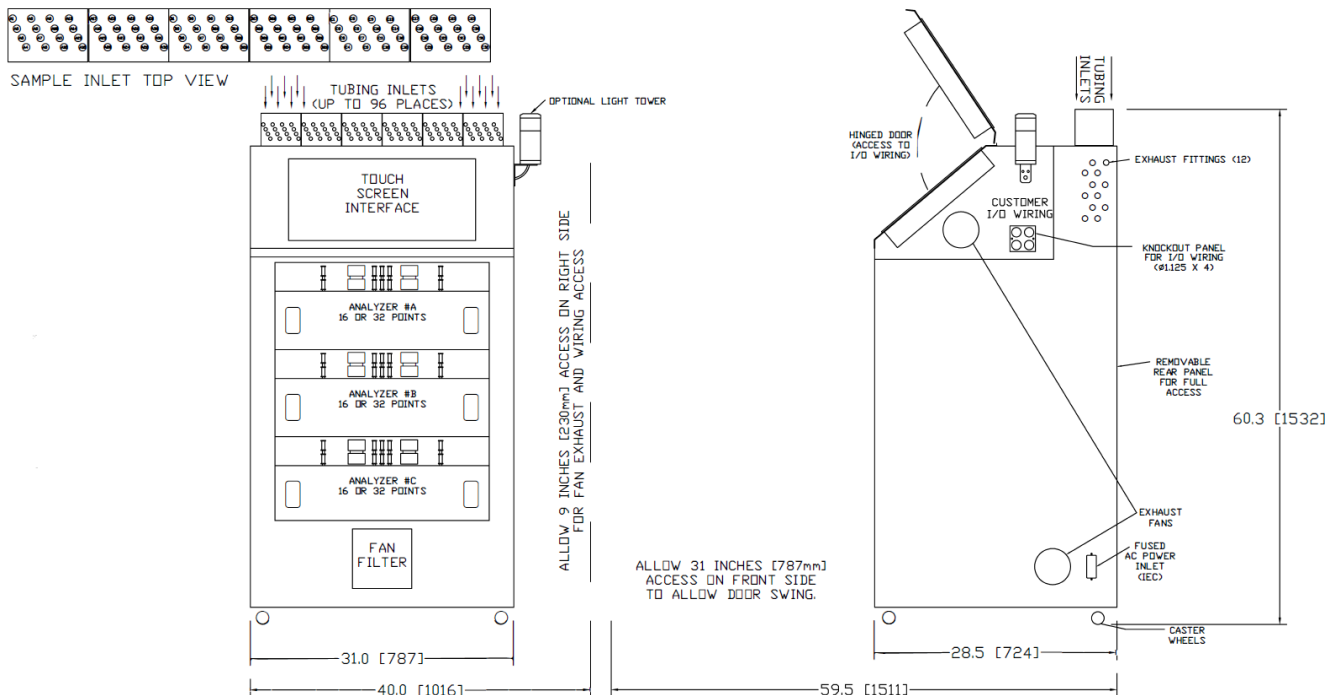 SAMPLE INLET TOP VIEW
TUBING INLETS
(UP TO 96 PLACES)
OPTIONAL LIGHT TOWER
TOUCH
SCREEN
INTERFACE
ANALYZER #A
16 OR 32 POINTS
ANALYZER #B
16 OR 32 POINTS
ANALYZER #C
16 OR 32 POINTS
FAN
FILTER
ALLOW 9 INCHES [230mm] ACCESS ON RIGHT SIDE
FOR FAN EXHAUST AND WIRING ACCESS
31.0 [787]
40.0 [1016]
ALLOW 31 INCHES [787mm]
ACCESS ON FRONT SIDE
TO ALLOW DOOR SWING.
TUBING
INLETS
HINGED DOOR
(ACCESS TO
I/O WIRING)
EXHAUST FITTINGS (12)
CUSTOMER
I/O WIRING
KNOCKOUT PANEL
FOR I/O WIRING
(Ø1.125 X 4)
REMOVABLE
REAR PANEL
FOR FULL
ACCESS
60.3 [1532]
EXHAUST
FANS
FUSED
AC POWER
INLET
(IEC)
CASTER
WHEELS
28.5 [724]
59.5 [1511]